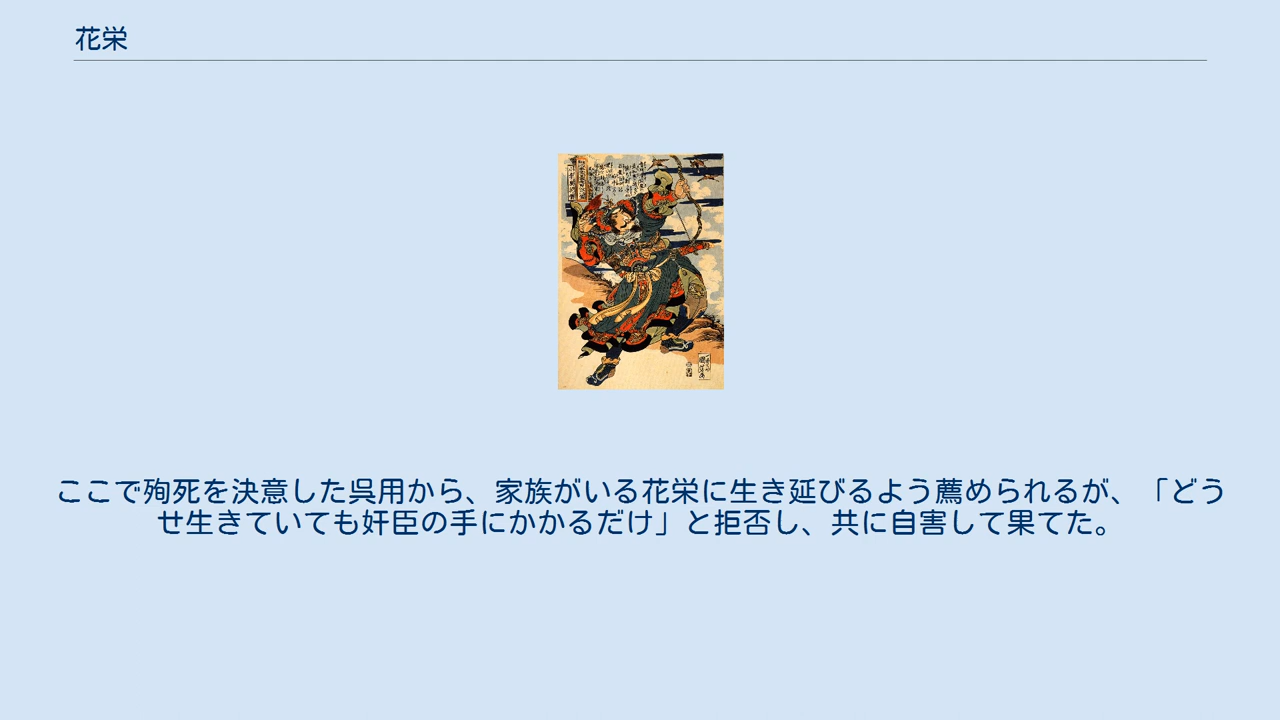 花栄
ここで殉死を決意した呉用から、家族がいる花栄に生き延びるよう薦められるが、「どう
せ生きていても奸臣の手にかかるだけ」と拒否し、共に自害して果てた。